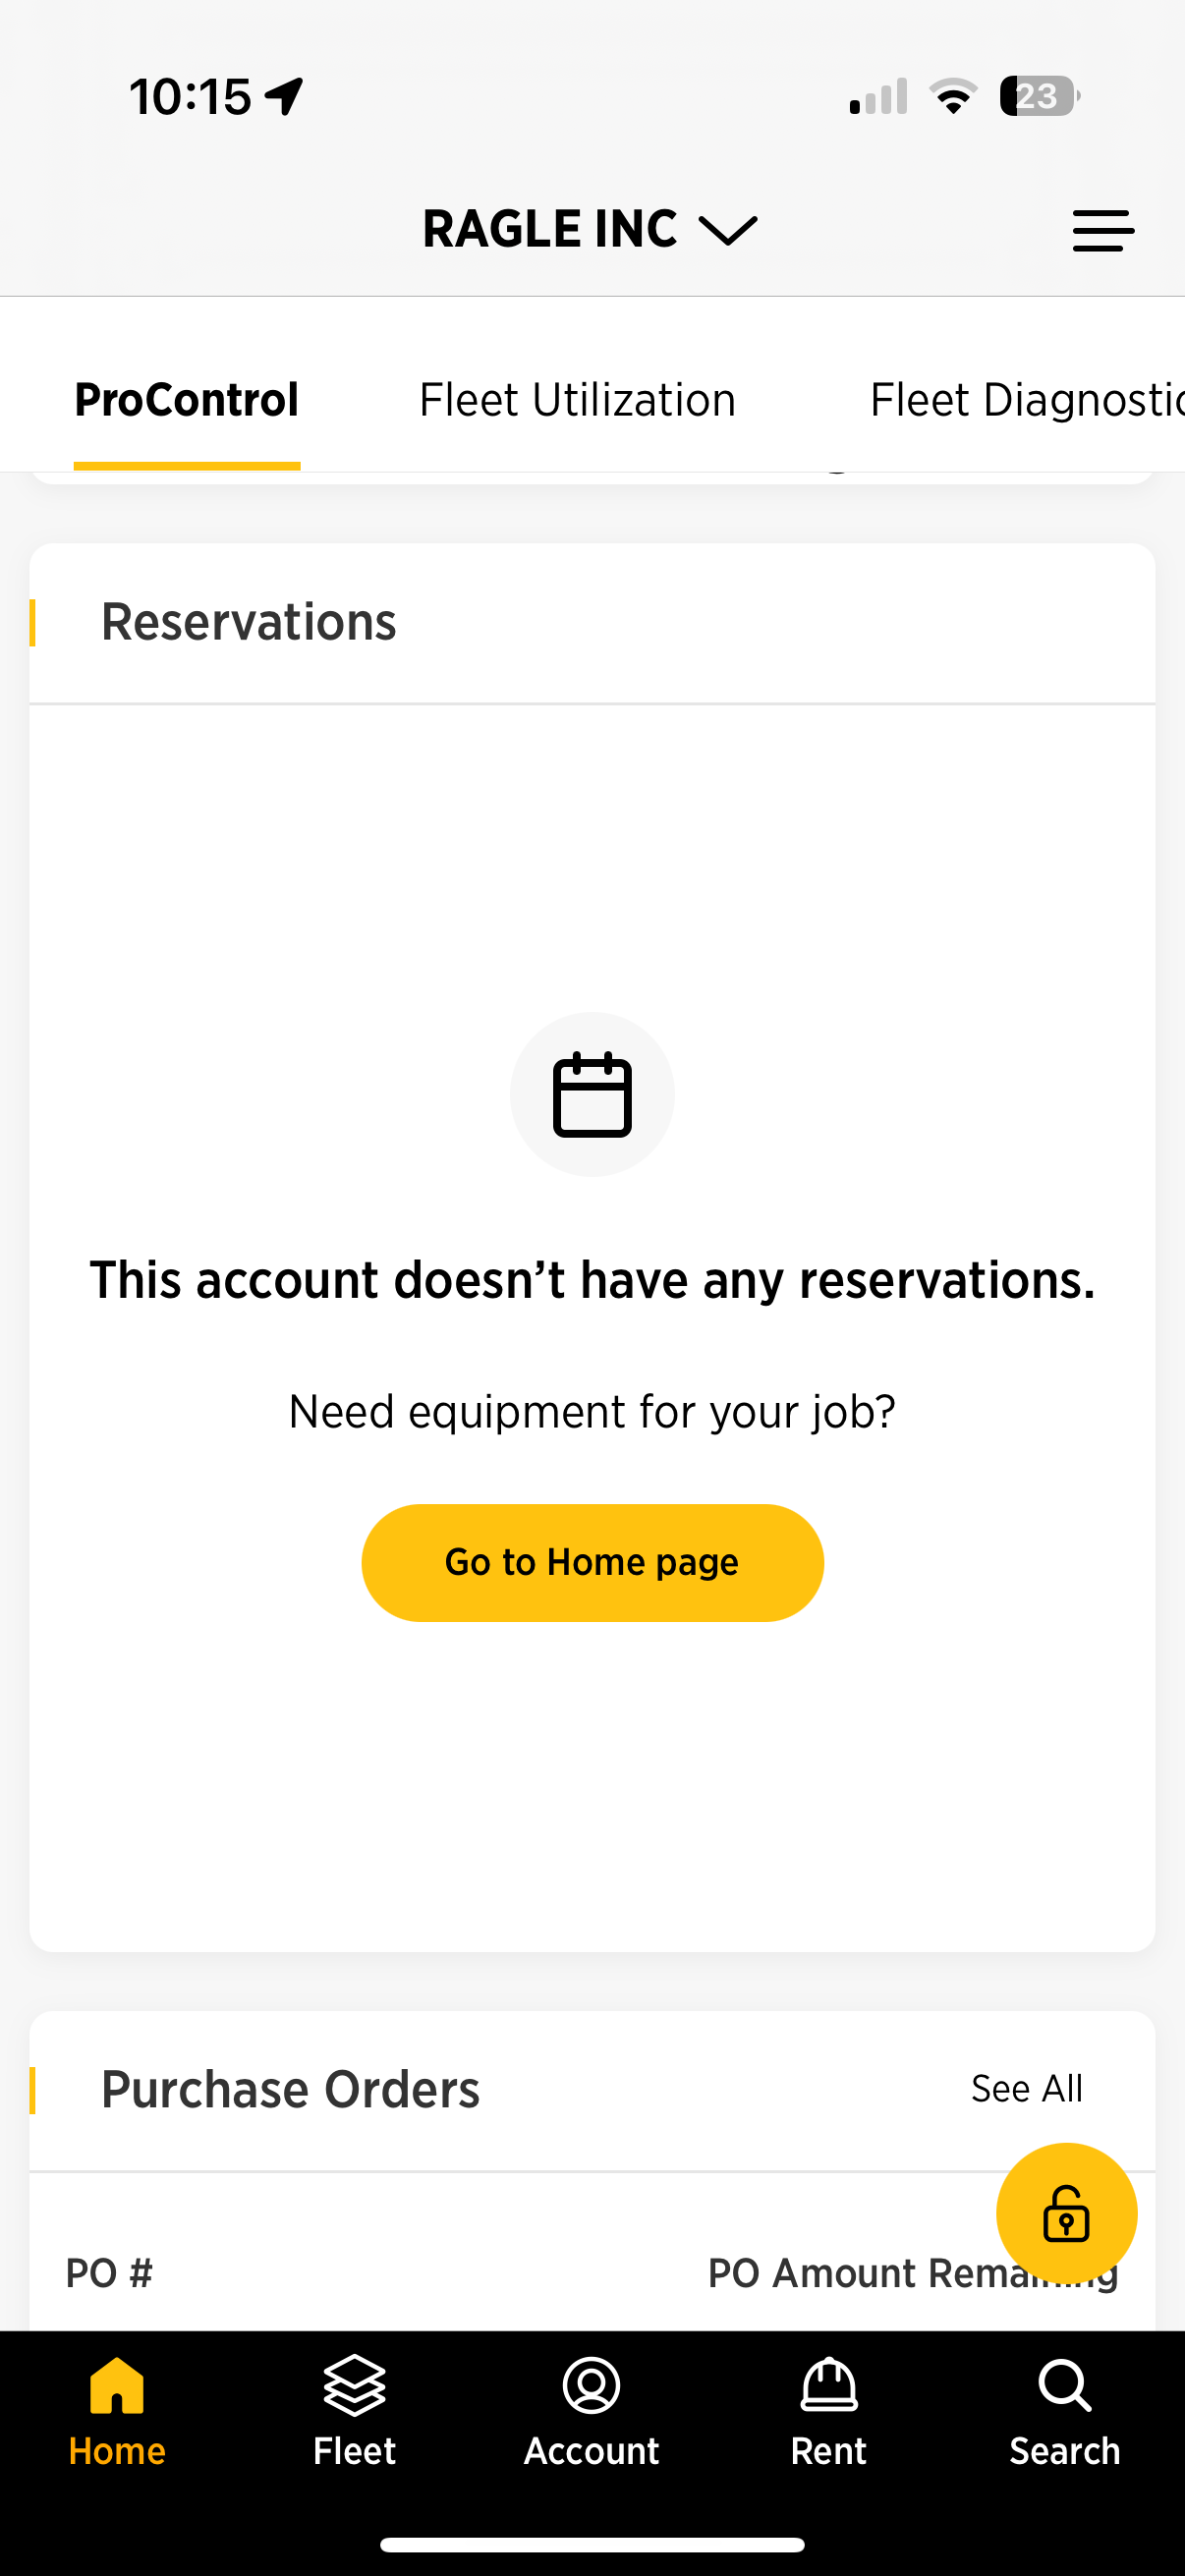 10:15
23
RAGLE INC
ProControl
Fleet Utilization
Fleet Diagnostic
Reservations
This account doesn’t have any reservations.
Need equipment for your job?
Go to Home page
Purchase Orders
See All
PO #
PO Amount Remaining
Home
Fleet
Account
Rent
Search